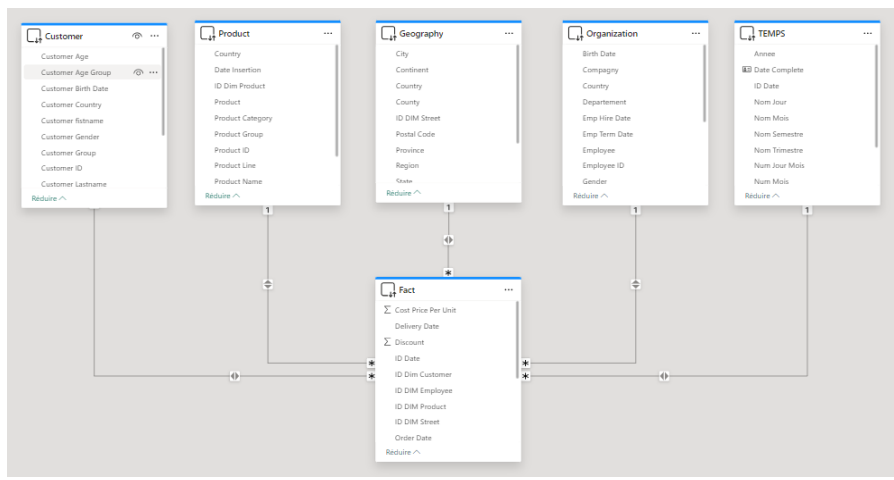 Customer
Customer Age
Customer Age Group
Customer Birth Date
Customer Country
Customer fistname
Customer Gender
Customer Group
Customer ID
Customer Lastname
Réduire
Product
Country
Date Insertion
ID Dim Product
Product
Product Category
Product Group
Product ID
Product Line
Product Name
Réduire
Geography
City
Continent
Country
County
ID DIM Street
Postal Code
Province
Region
State
Réduire
Organization
Birth Date
Compagny
Country
Departement
Emp Hire Date
Emp Term Date
Employee
Employee ID
Gender
Réduire
TEMPS
Annee
Date Complete
ID Date
Nom Jour
Nom Mois
Nom Semestre
Nom Trimestre
Num Jour Mois
Num Mois
Réduire
1
1
1
1
*
Fact
Cost Price Per Unit
Delivery Date
Discount
ID Date
ID Dim Customer
ID DIM Employee
ID DIM Product
ID DIM Street
Order Date
Réduire
*
*
*
*